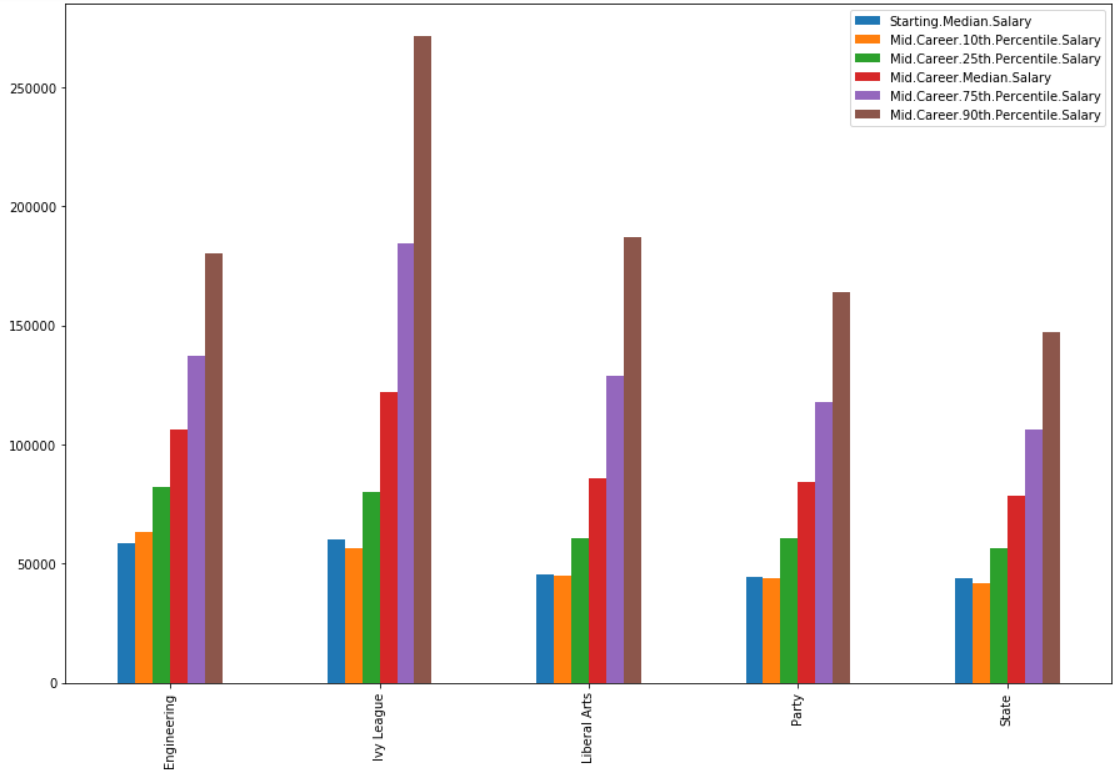 Starting.Median.Salary
Mid.Career.10th.Percentile.Salary
Mid.Career.25th.Percentile.Salary
Mid.Career.Median.Salary
Mid.Career.75th.Percentile.Salary
Mid.Career.90th.Percentile.Salary
250000
200000
150000
100000
50000
0
Engineering
Ivy League
Liberal Arts
Party
State